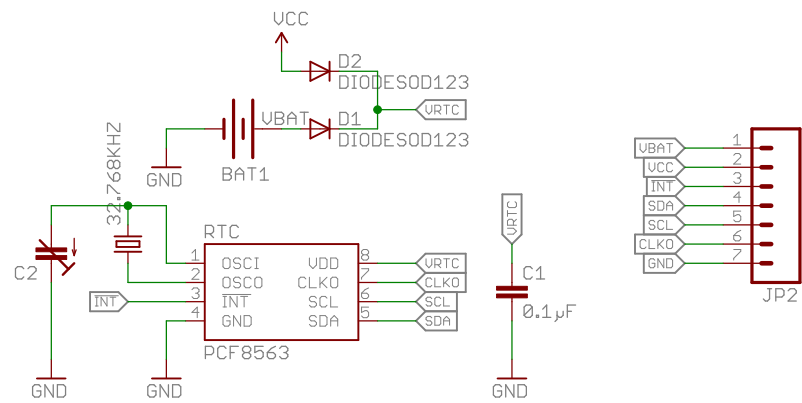 VCC
D2
DIODESOD123
VBAT
D1
DIODESOD123
VRTC
GND
BAT1
32.768KHZ
C2
GND
RTC
1 OSCI VDD 8
2 OSCO CLKO 7
3 INT SCL 6
4 GND SDA 5
PCF8563
INT
GND
VRTC
CLKO
SCL
SDA
VRTC
C1
0.1µF
GND
VBAT 1
VCC 2
INT 3
SDA 4
SCL 5
CLKO 6
GND 7
JP2